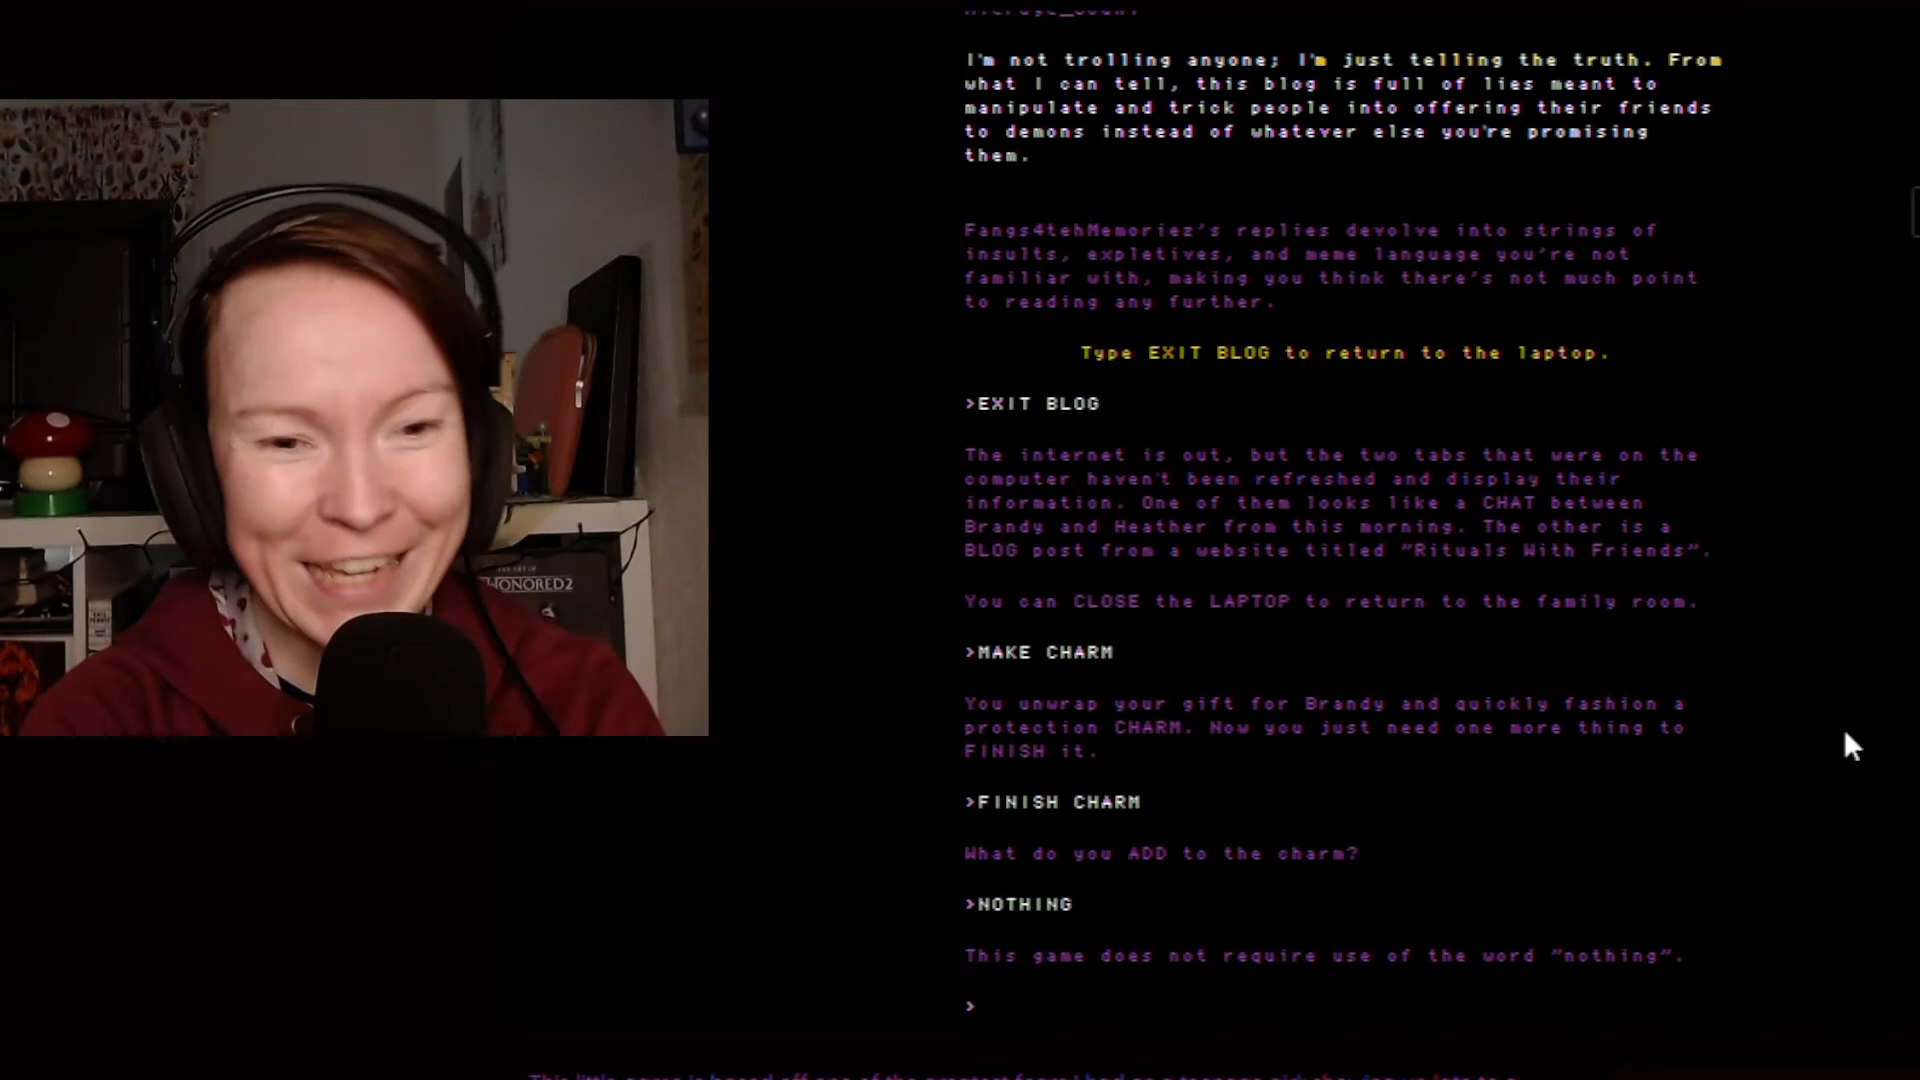 I'm not trolling anyone; I'm just telling the truth. From
what I can tell, this blog is full of lies meant to
manipulate and trick people into offering their friends
to demons instead of whatever else you're promising
them.
Fangs4tehMemoriez's replies devolve into strings of
insults, expletives, and meme language you're not
familiar with, making you think there's not much point
to reading any further.
Type EXIT BLOG to return to the laptop.
>EXIT BLOG
The internet is out, but the two tabs that were on the
computer haven't been refreshed and display their
information. One of them looks like a CHAT between
Brandy and Heather from this morning. The other is a
BLOG post from a website titled "Rituals With Friends".
You can CLOSE the LAPTOP to return to the family room.
>MAKE CHARM
You unwrap your gift for Brandy and quickly fashion a
protection CHARM. Now you just need one more thing to
FINISH it.
>FINISH CHARM
What do you ADD to the charm?
>NOTHING
This game does not require use of the word "nothing".
>
HONORED2